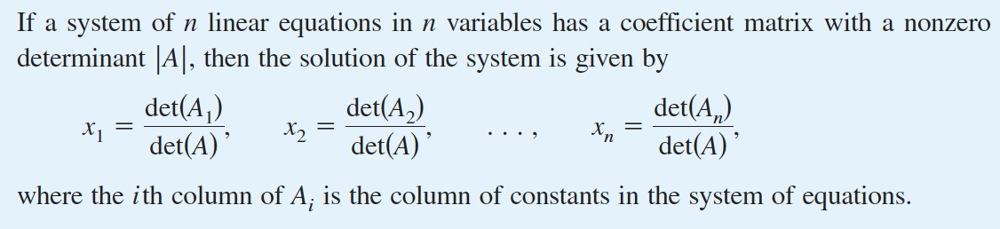 If a system of n linear equations in n variables has a coefficient matrix with a nonzero
determinant |A|, then the solution of the system is given by
x₁ = det(A₁)/det(A), x₂ = det(A₂)/det(A), . . . , xₙ = det(Aₙ)/det(A),
where the ith column of Aᵢ is the column of constants in the system of equations.